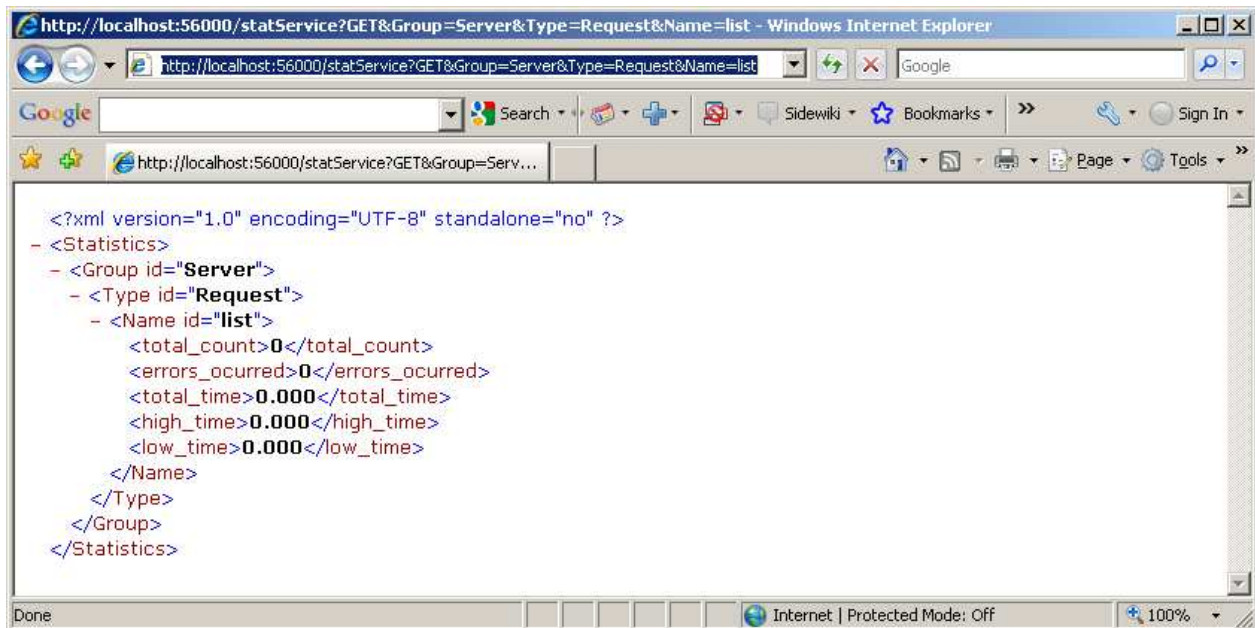 http://localhost:56000/statService?GET&Group=Server&Type=Request&Name=list - Windows Internet Explorer
http://localhost:56000/statService?GET&Group=Server&Type=Request&Name=list
Google
Google
Search
Sidewiki
Bookmarks
»
Sign In
http://localhost:56000/statService?GET&Group=Serv...
Page
Tools
»
<?xml version="1.0" encoding="UTF-8" standalone="no" ?>
- <Statistics>
- <Group id="Server">
- <Type id="Request">
- <Name id="list">
<total_count>0</total_count>
<errors_ocurred>0</errors_ocurred>
<total_time>0.000</total_time>
<high_time>0.000</high_time>
<low_time>0.000</low_time>
</Name>
</Type>
</Group>
</Statistics>
Done
Internet | Protected Mode: Off
100%